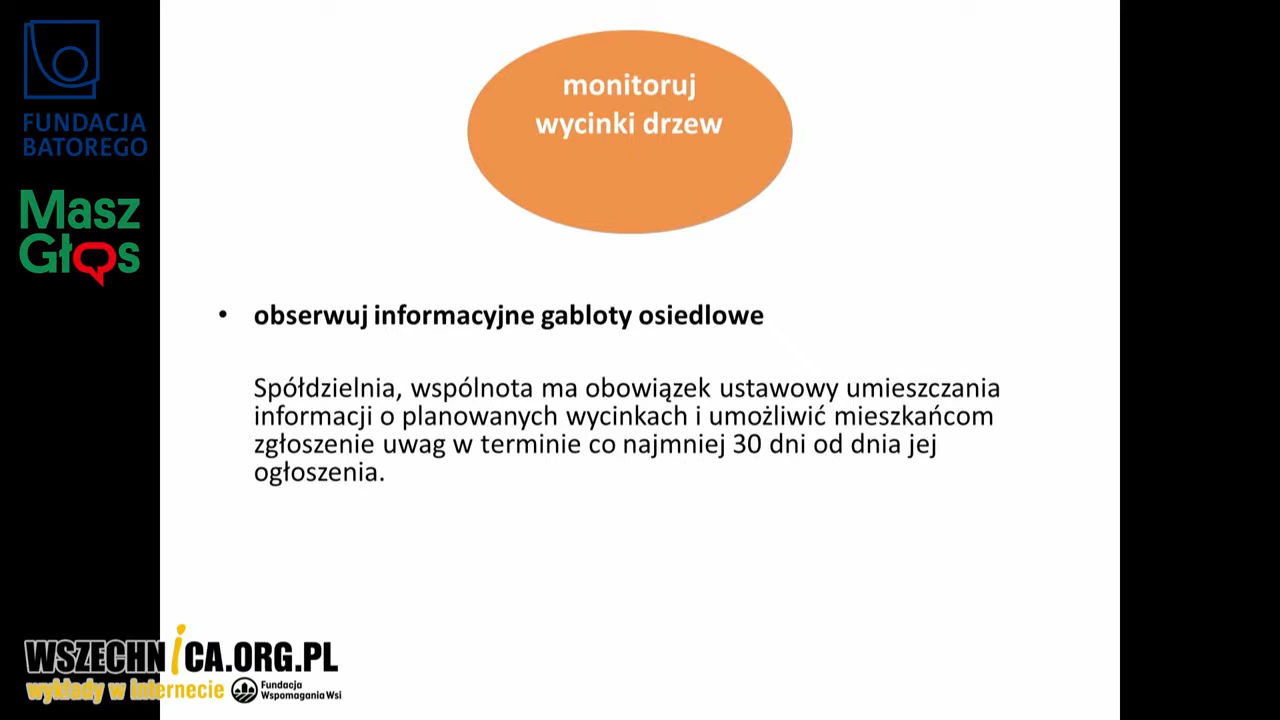 FUNDACJA
BATOREGO
Masz
Głos
monitoruj
wycinki drzew
• obserwuj informacyjne gabloty osiedlowe
Spółdzielnia, wspólnota ma obowiązek ustawowy umieszczania
informacji o planowanych wycinkach i umożliwić mieszkańcom
zgłoszenie uwag w terminie co najmniej 30 dni od dnia jej
ogłoszenia.
WSZECHNiCA.ORG.PL
wykłady w internecie
Fundacja
Wspomagania Wsi